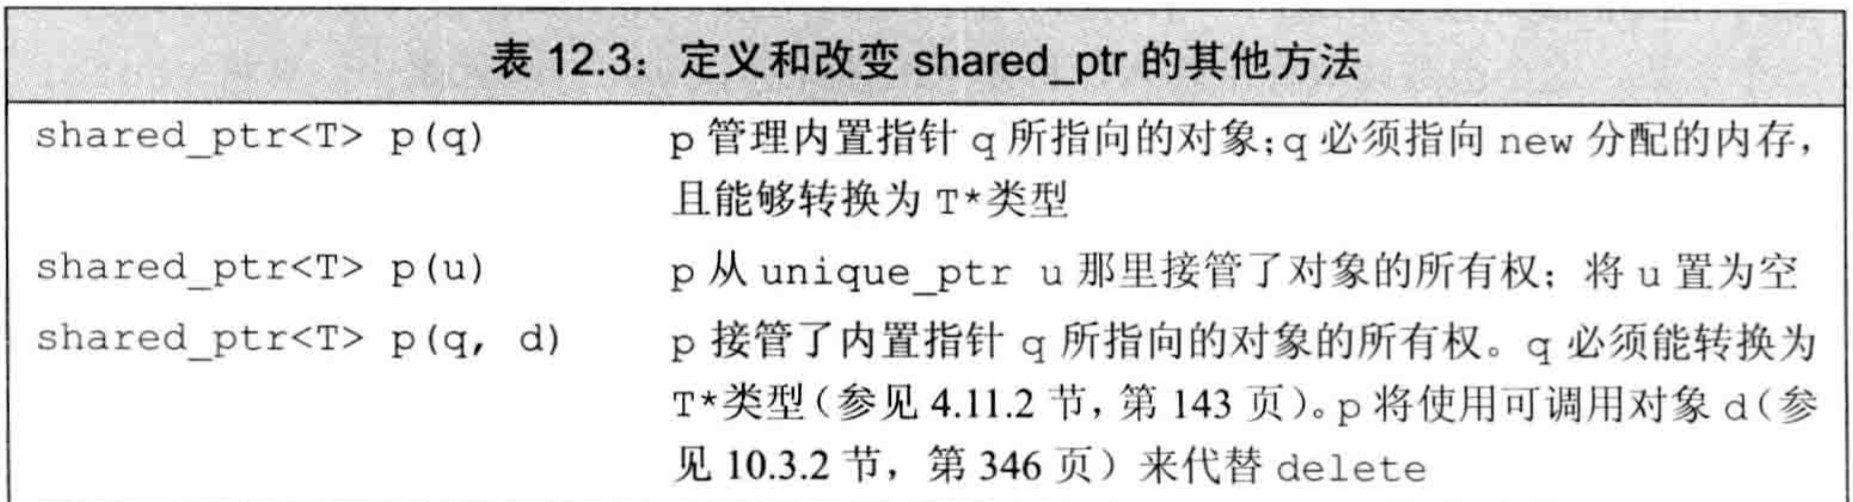 表 12.3：定义和改变 shared_ptr 的其他方法
shared_ptr<T> p(q) p 管理内置指针 q 所指向的对象；q 必须指向 new 分配的内存，
且能够转换为 T*类型
shared_ptr<T> p(u) p 从 unique_ptr u 那里接管了对象的所有权；将 u 置为空
shared_ptr<T> p(q, d) p 接管了内置指针 q 所指向的对象的所有权。q 必须能转换为
T*类型（参见 4.11.2 节，第 143 页）。p 将使用可调用对象 d（参
见 10.3.2 节，第 346 页）来代替 delete